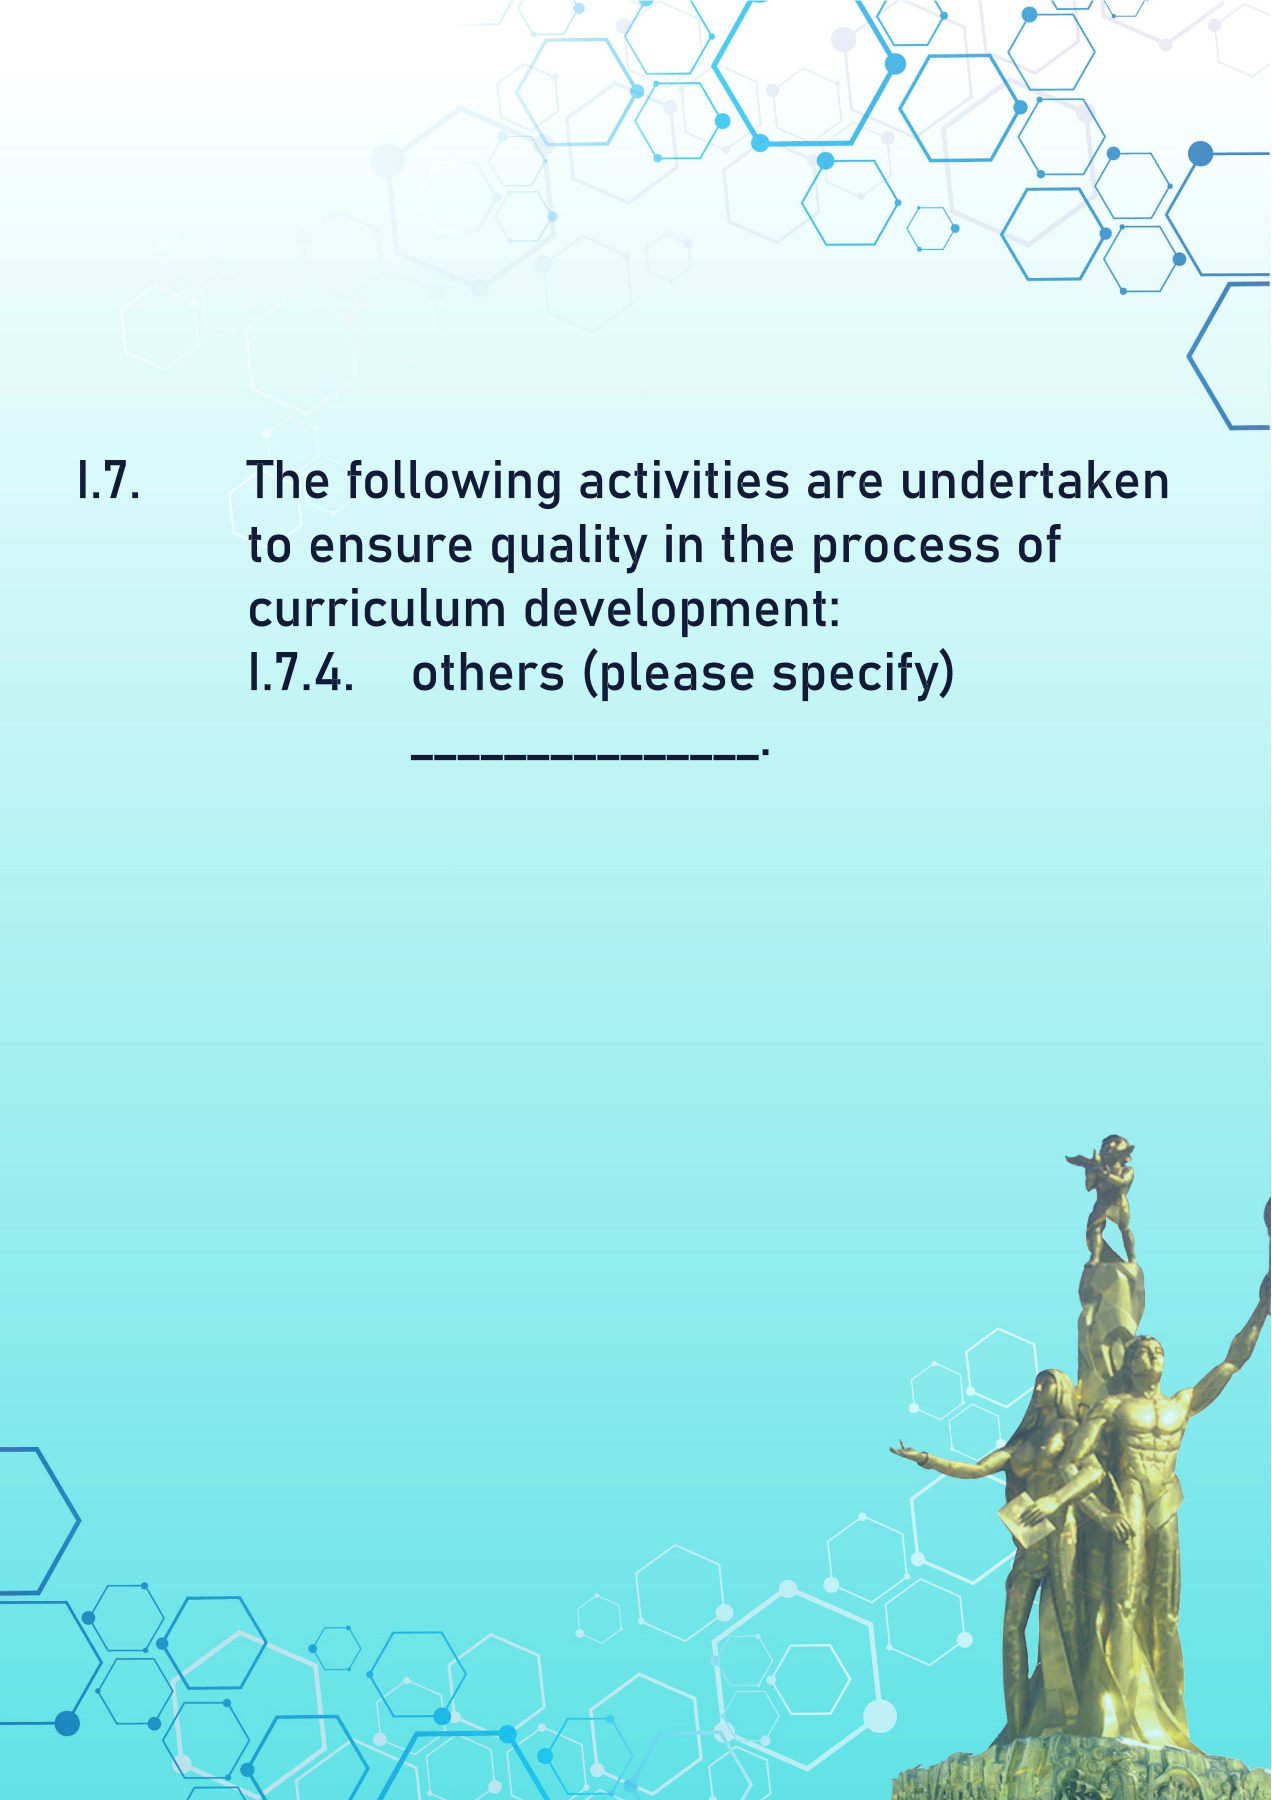 I.7. The following activities are undertaken
to ensure quality in the process of
curriculum development:
I.7.4. others (please specify)
_______________.